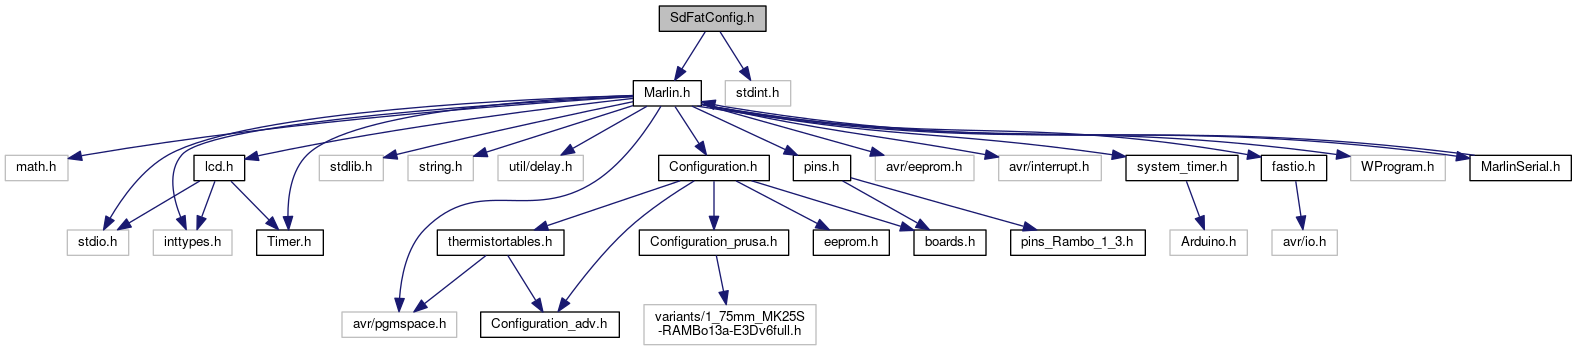 SdFatConfig.h
Marlin.h
stdint.h
math.h
lcd.h
stdlib.h
string.h
util/delay.h
Configuration.h
pins.h
avr/eeprom.h
avr/interrupt.h
system_timer.h
fastio.h
WProgram.h
MarlinSerial.h
stdio.h
inttypes.h
Timer.h
thermistortables.h
Configuration_prusa.h
eeprom.h
boards.h
pins_Rambo_1_3.h
Arduino.h
avr/io.h
avr/pgmspace.h
Configuration_adv.h
variants/1_75mm_MK25S
-RAMBo13a-E3Dv6full.h